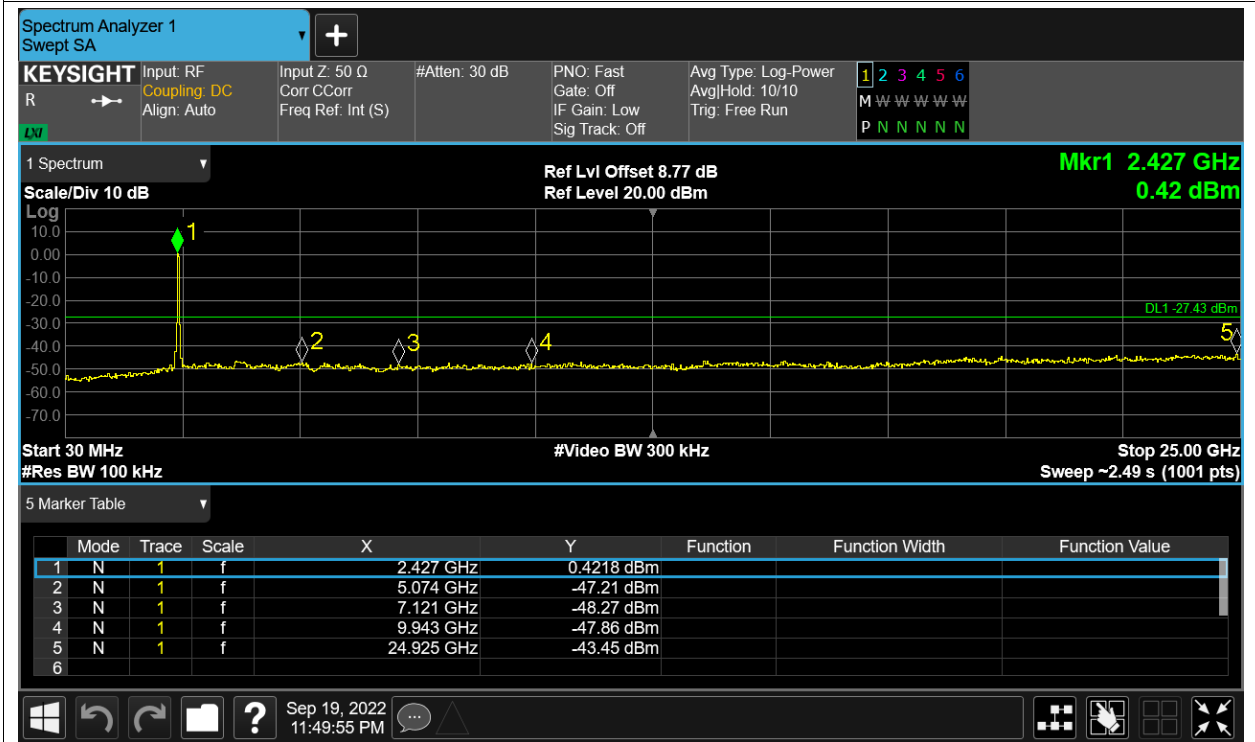 Spectrum Analyzer 1
Swept SA
+
KEYSIGHT
R
LXI
Input: RF
Coupling: DC
Align: Auto
Input Z: 50 Ω
Corr CCorr
Freq Ref: Int (S)
#Atten: 30 dB
PNO: Fast
Gate: Off
IF Gain: Low
Sig Track: Off
Avg Type: Log-Power
Avg|Hold: 10/10
Trig: Free Run
1 2 3 4 5 6
M W W W W W
P N N N N N
1 Spectrum
Scale/Div 10 dB
Ref Lvl Offset 8.77 dB
Ref Level 20.00 dBm
Mkr1 2.427 GHz
0.42 dBm
Log
10.0
0.00
-10.0
-20.0
-30.0
-40.0
-50.0
-60.0
-70.0
1
2
3
4
5
DL1 -27.43 dBm
Start 30 MHz
#Video BW 300 kHz
Stop 25.00 GHz
#Res BW 100 kHz
Sweep ~2.49 s (1001 pts)
5 Marker Table
Mode Trace Scale X Y Function Function Width Function Value
1 N 1 f 2.427 GHz 0.4218 dBm
2 N 1 f 5.074 GHz -47.21 dBm
3 N 1 f 7.121 GHz -48.27 dBm
4 N 1 f 9.943 GHz -47.86 dBm
5 N 1 f 24.925 GHz -43.45 dBm
6
?
Sep 19, 2022
11:49:55 PM